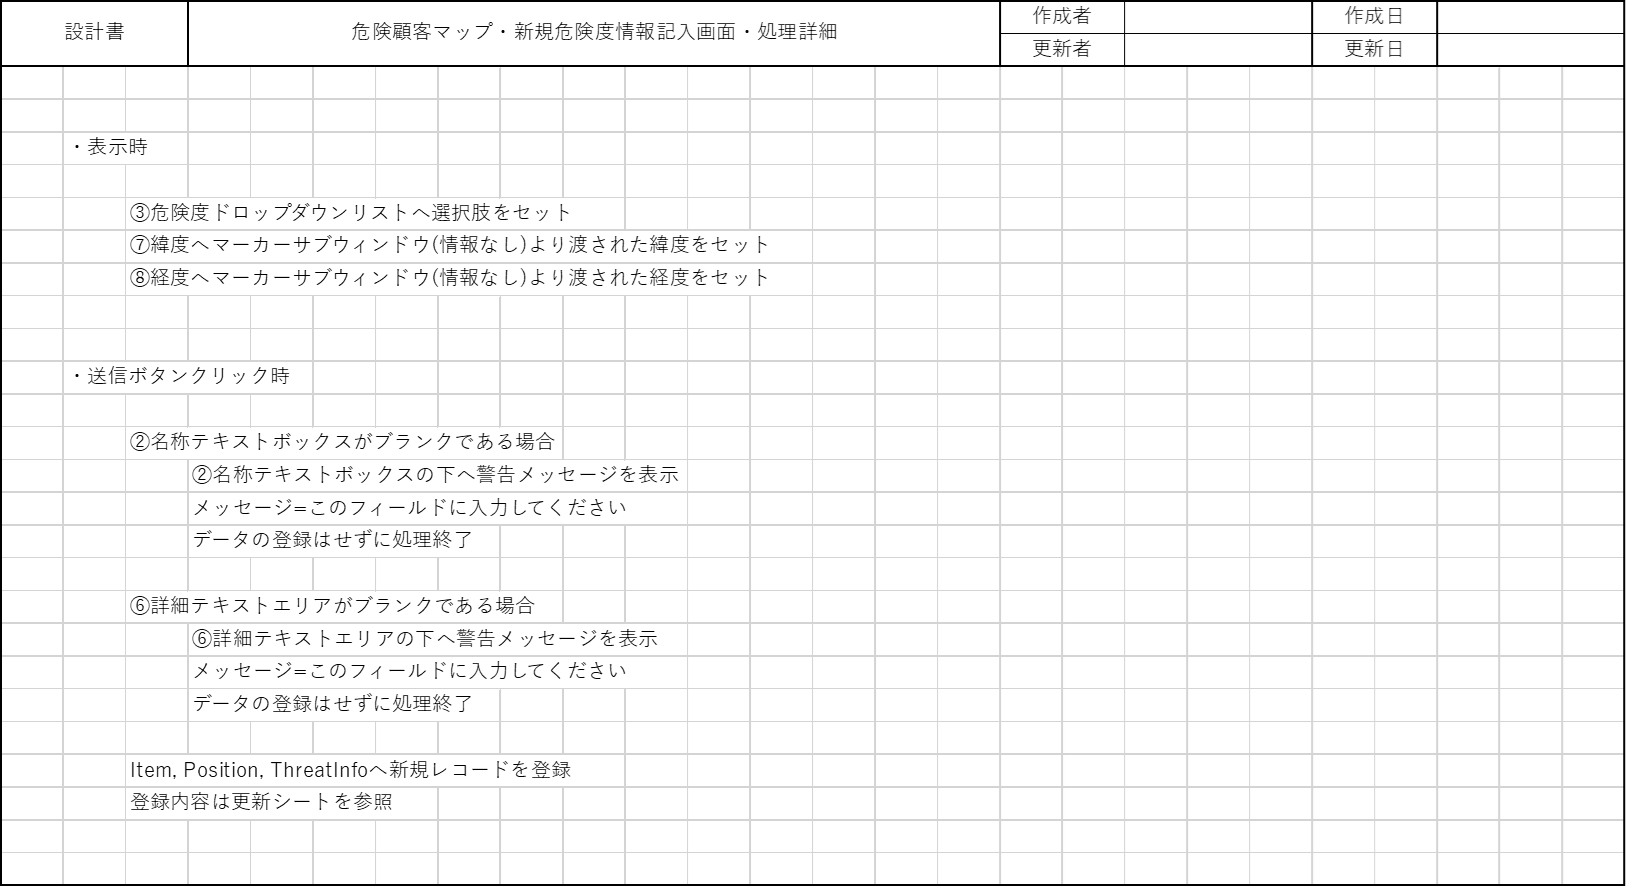 設計書
危険顧客マップ・新規危険度情報記入画面・処理詳細
作成者
作成日
更新者
更新日
・表示時
③危険度ドロップダウンリストへ選択肢をセット
⑦緯度へマーカーサブウィンドウ(情報なし)より渡された緯度をセット
⑧経度へマーカーサブウィンドウ(情報なし)より渡された経度をセット
・送信ボタンクリック時
②名称テキストボックスがブランクである場合
②名称テキストボックスの下へ警告メッセージを表示
メッセージ=このフィールドに入力してください
データの登録はせずに処理終了
⑥詳細テキストエリアがブランクである場合
⑥詳細テキストエリアの下へ警告メッセージを表示
メッセージ=このフィールドに入力してください
データの登録はせずに処理終了
Item, Position, ThreatInfoへ新規レコードを登録
登録内容は更新シートを参照